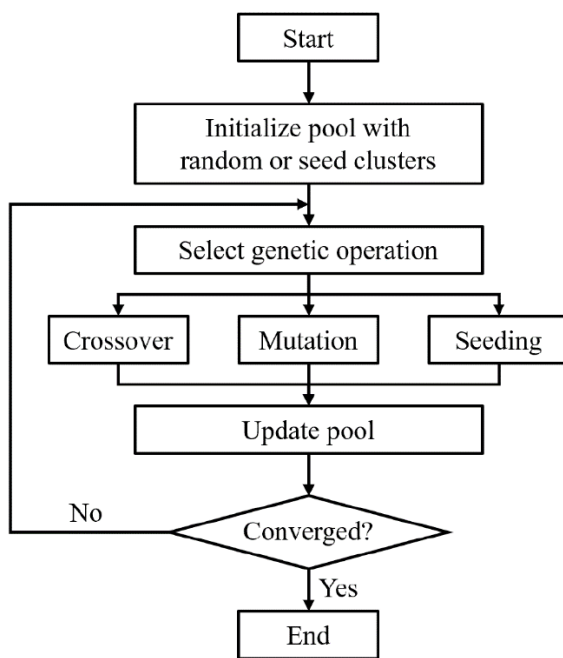 Start
Initialize pool with
random or seed clusters
Select genetic operation
Crossover
Mutation
Seeding
Update pool
No
Converged?
Yes
End